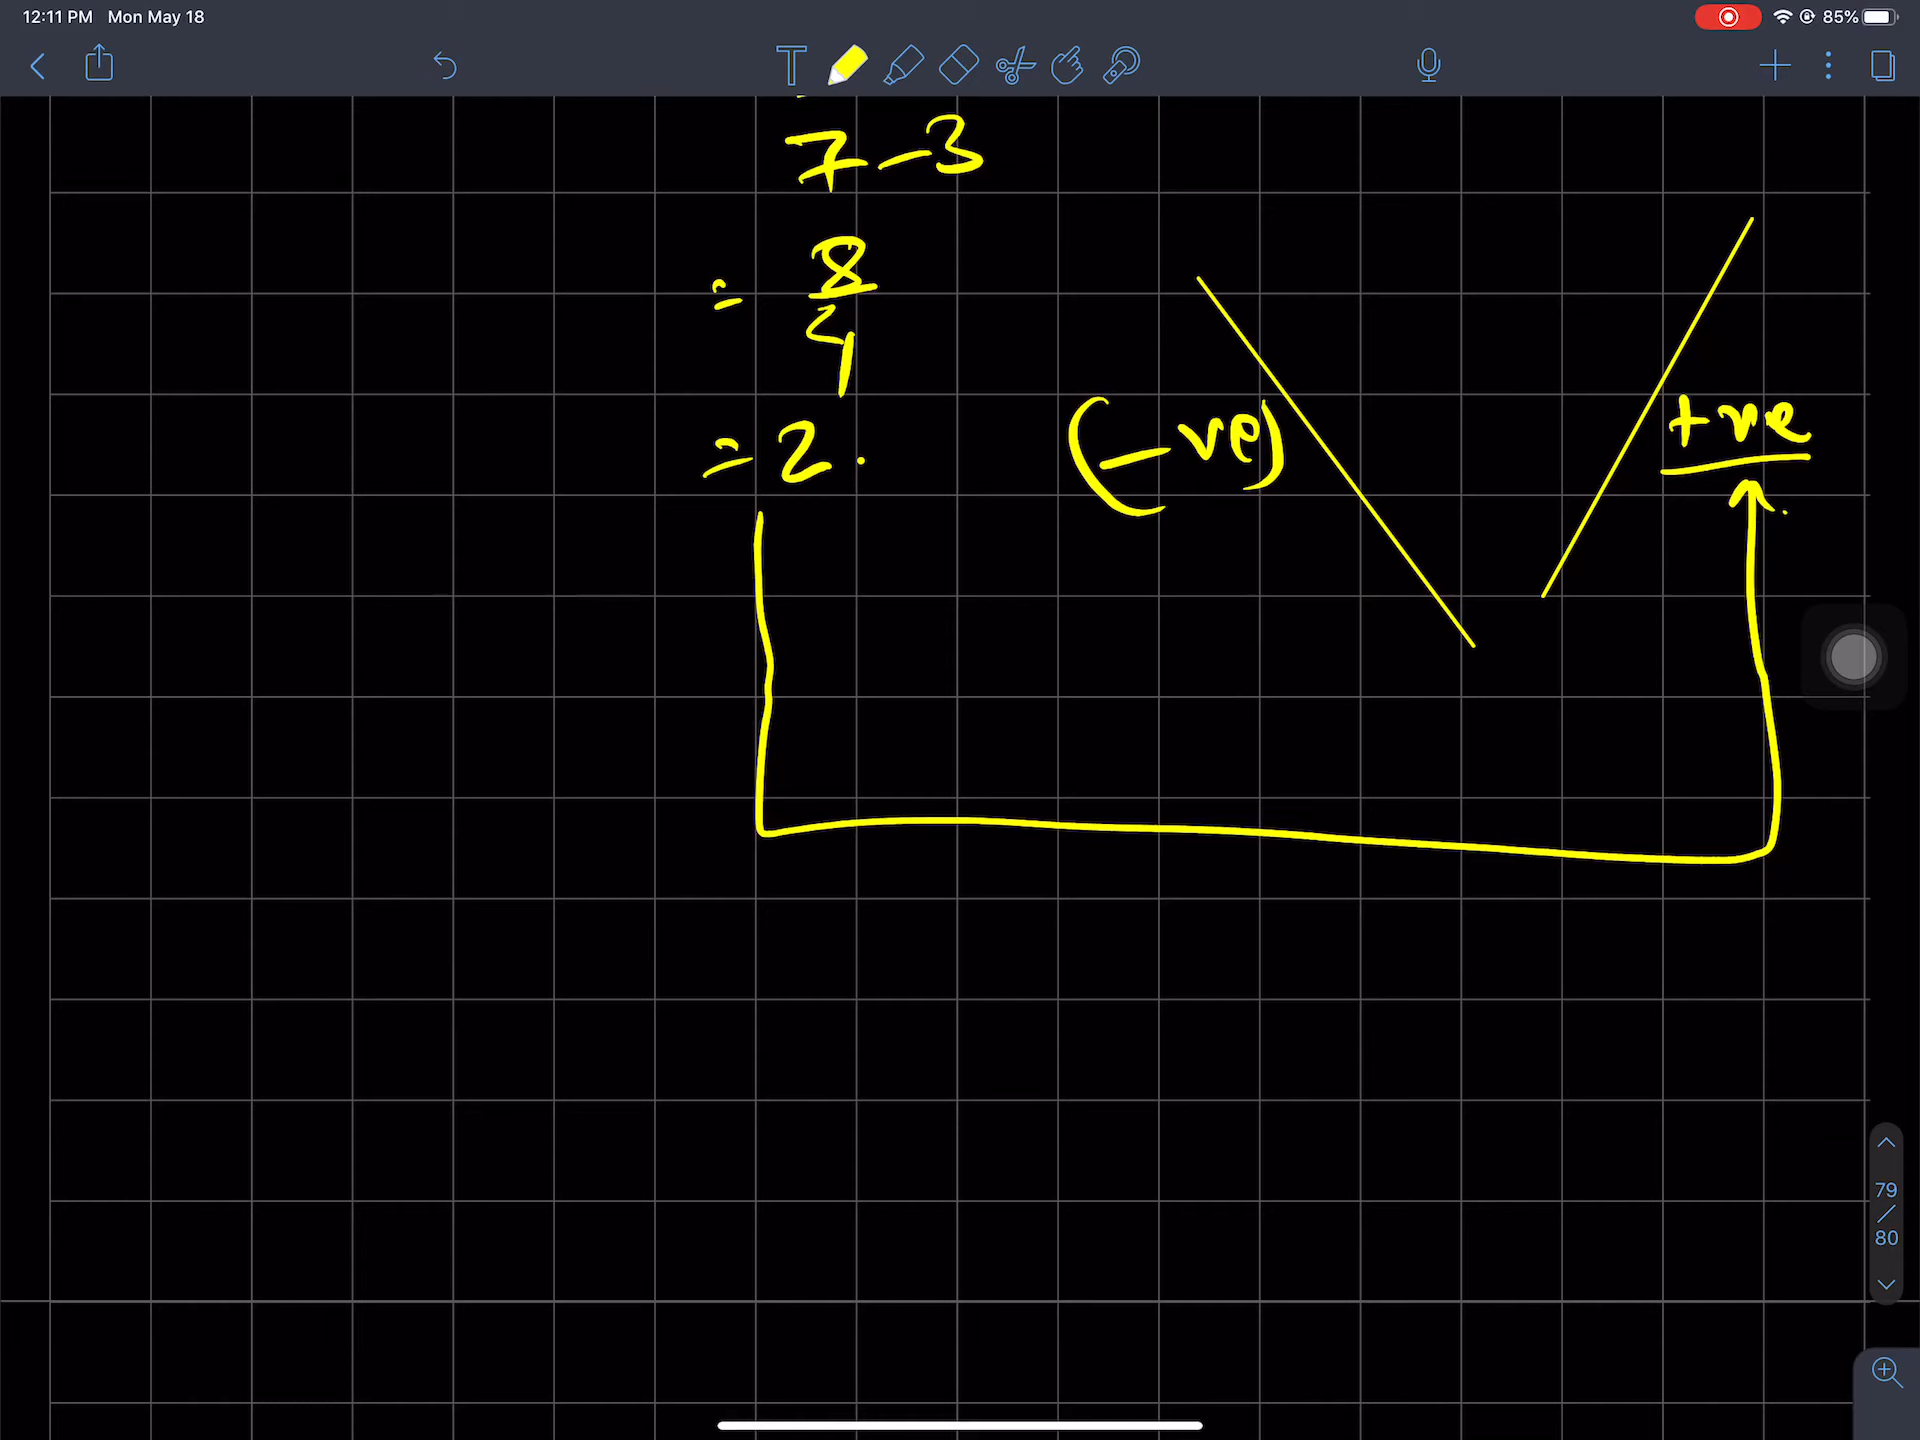 12:11 PM Mon May 18
85%
7-3
= 8
4
= 2.
(-ve)
+ve
79
/
80